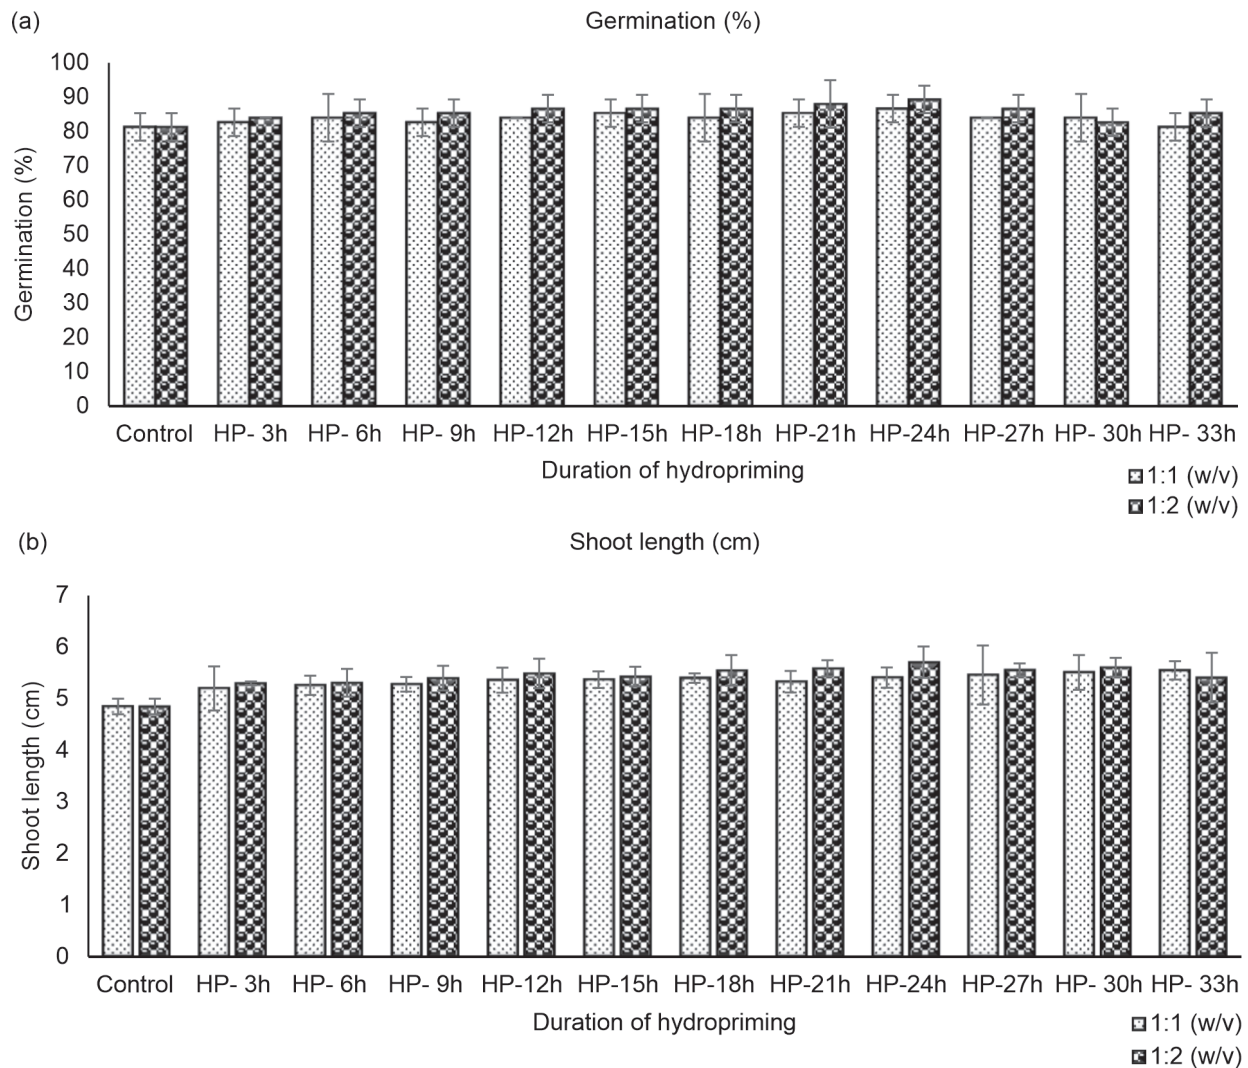 (a)
Germination (%)
Germination (%)
100
90
80
70
60
50
40
30
20
10
0
Control HP- 3h HP- 6h HP- 9h HP-12h HP-15h HP-18h HP-21h HP-24h HP-27h HP- 30h HP- 33h
Duration of hydropriming
1:1 (w/v)
1:2 (w/v)
(b)
Shoot length (cm)
Shoot length (cm)
7
6
5
4
3
2
1
0
Control HP- 3h HP- 6h HP- 9h HP-12h HP-15h HP-18h HP-21h HP-24h HP-27h HP- 30h HP- 33h
Duration of hydropriming
1:1 (w/v)
1:2 (w/v)